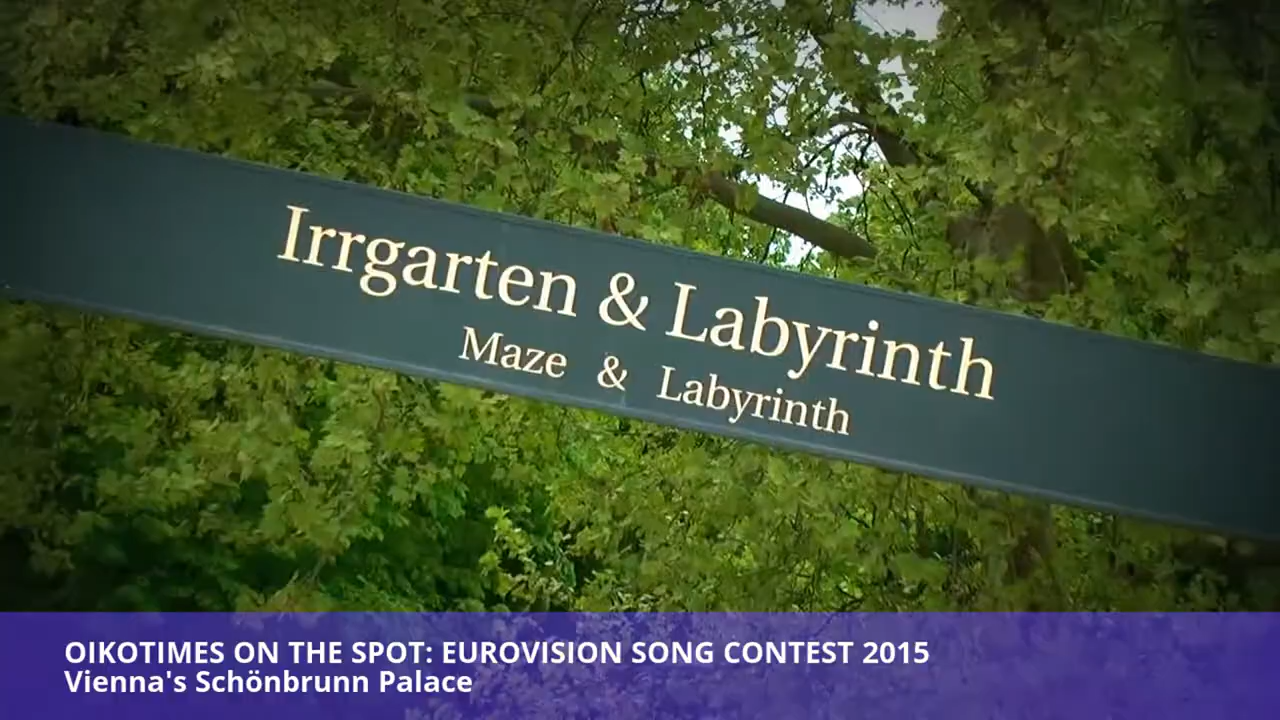 Irrgarten & Labyrinth
Maze & Labyrinth
OIKOTIMES ON THE SPOT: EUROVISION SONG CONTEST 2015
Vienna's Schönbrunn Palace